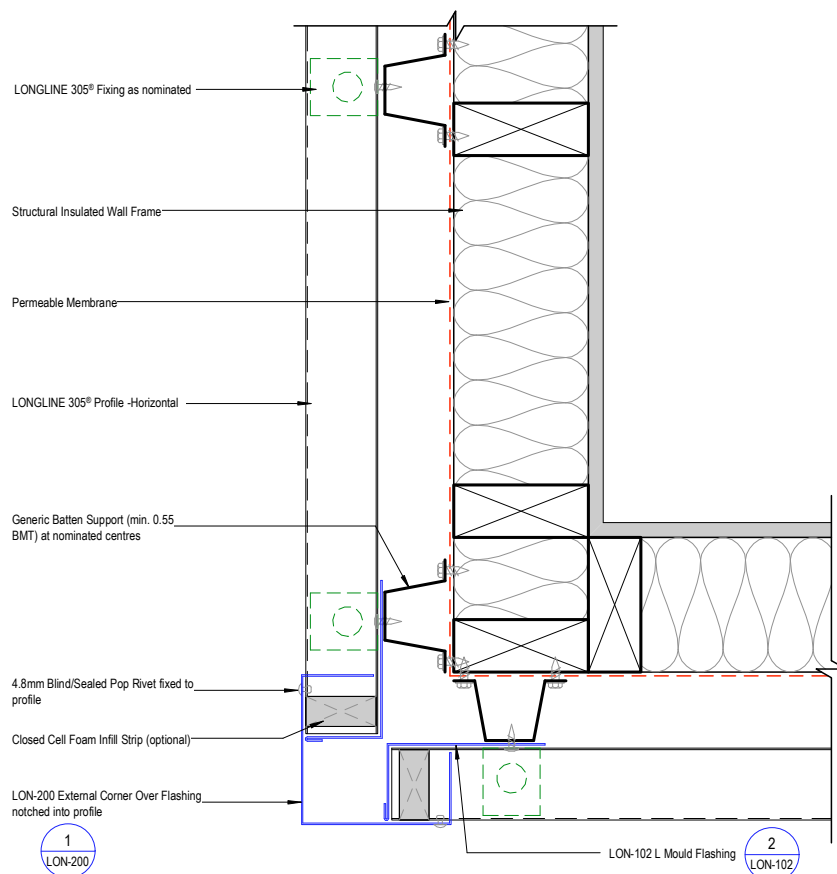 LONGLINE 305® Fixing as nominated
Structural Insulated Wall Frame
Permeable Membrane
LONGLINE 305® Profile -Horizontal
Generic Batten Support (min. 0.55
BMT) at nominated centres
4.8mm Blind/Sealed Pop Rivet fixed to
profile
Closed Cell Foam Infill Strip (optional)
LON-200 External Corner Over Flashing
notched into profile
1
LON-200
LON-102 L Mould Flashing
2
LON-102